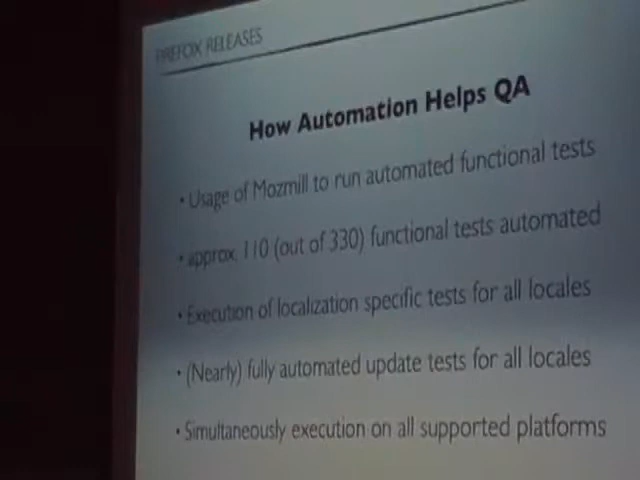 FIREFOX RELEASES
How Automation Helps QA
• Usage of Mozmill to run automated functional tests
• approx. 110 (out of 330) functional tests automated
• Execution of localization specific tests for all locales
• (Nearly) fully automated update tests for all locales
• Simultaneously execution on all supported platforms